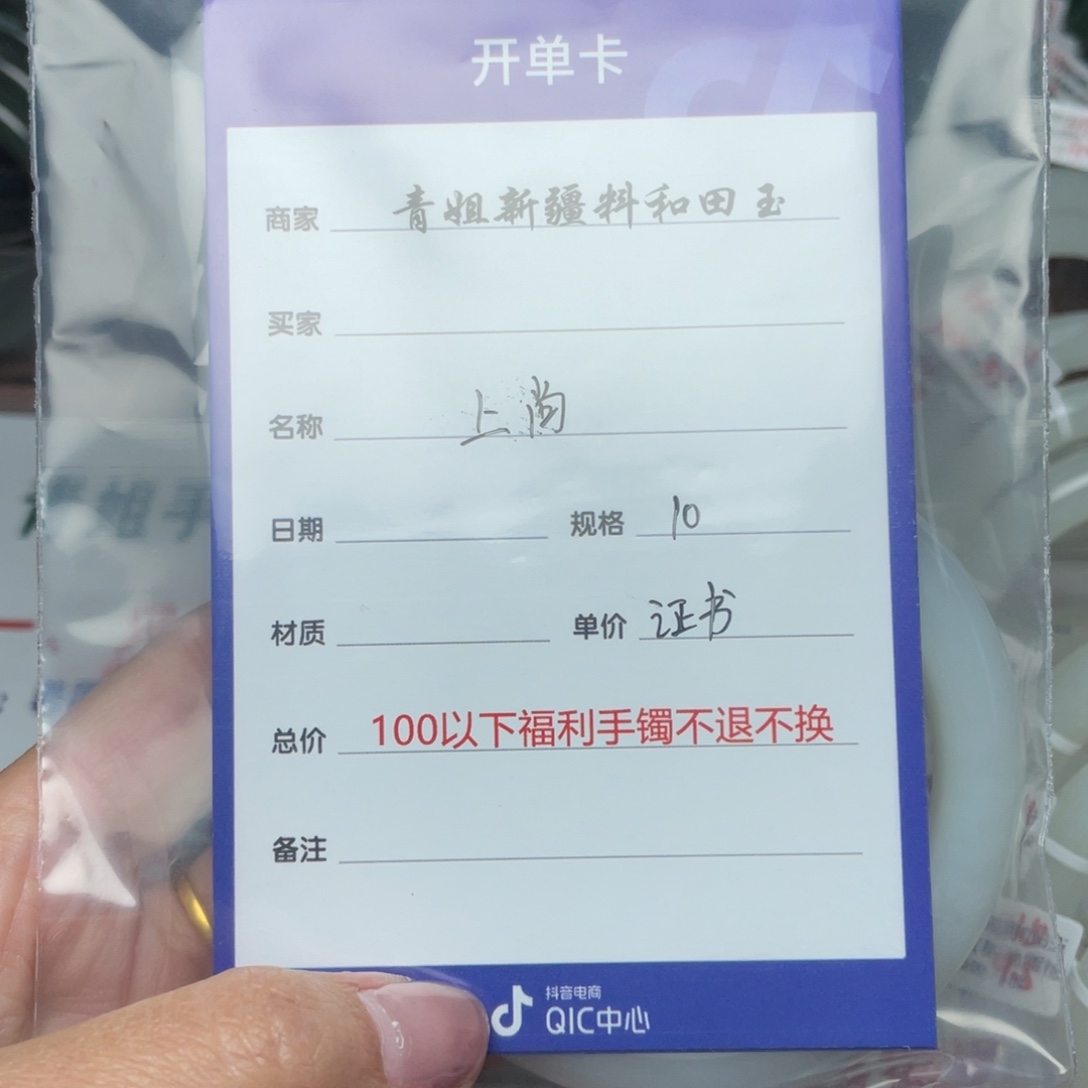 开单卡
商家 青姐新疆料和田玉
买家
名称 上尚
日期 规格 10
材质 单价 证书
总价 100以下福利手镯不退不换
备注
抖音电商
QIC中心